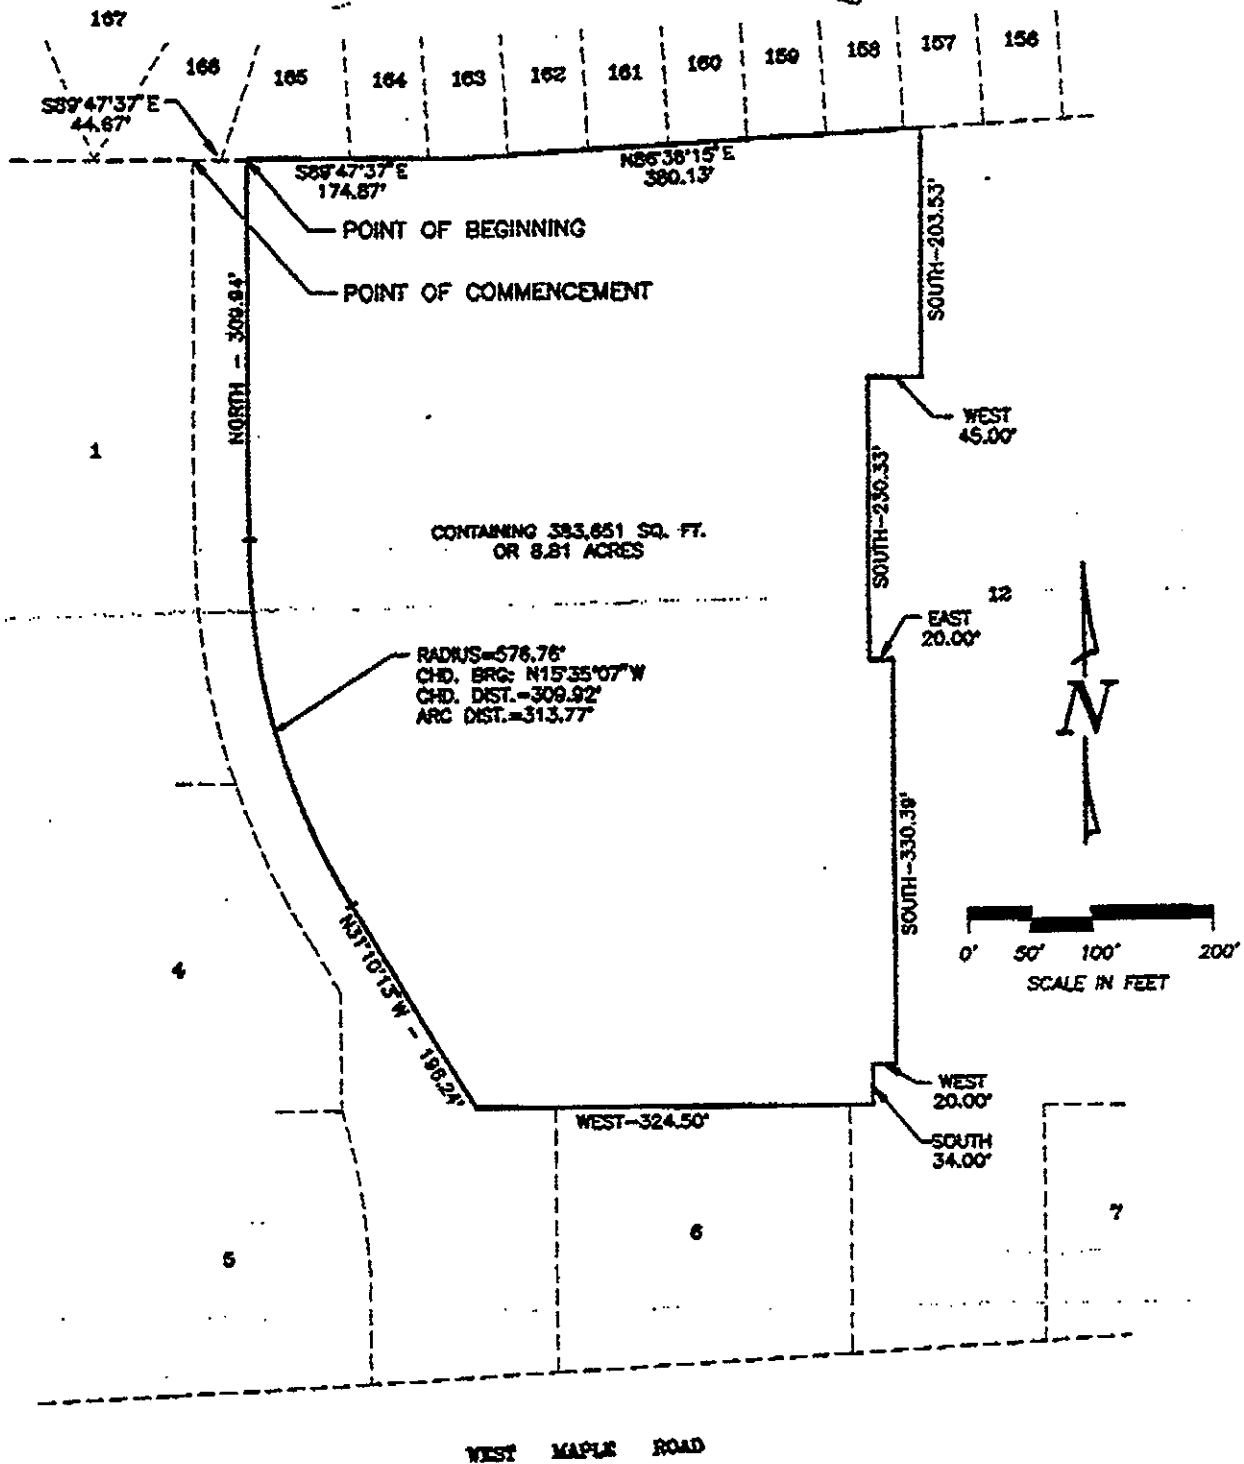 167
166
165
164
163
162
161
160
159
158
157
156
S89°47'37"E
44.67'
S89°47'37"E
174.87'
N86°36'15"E
380.13'
POINT OF BEGINNING
POINT OF COMMENCEMENT
NORTH - 309.94'
SOUTH-203.53'
WEST
45.00'
1
SOUTH-230.33'
CONTAINING 383,651 SQ. FT.
OR 8.81 ACRES
12
EAST
20.00'
RADIUS=576.76'
CHD. BRG: N15°35'07"W
CHD. DIST.=309.92'
ARC DIST.=313.77'
N
SOUTH-330.39'
0' 50' 100' 200'
SCALE IN FEET
4
N31°10'13"W - 196.24'
WEST
20.00'
WEST-324.50'
SOUTH
34.00'
5
6
7
WEST MAPLE ROAD